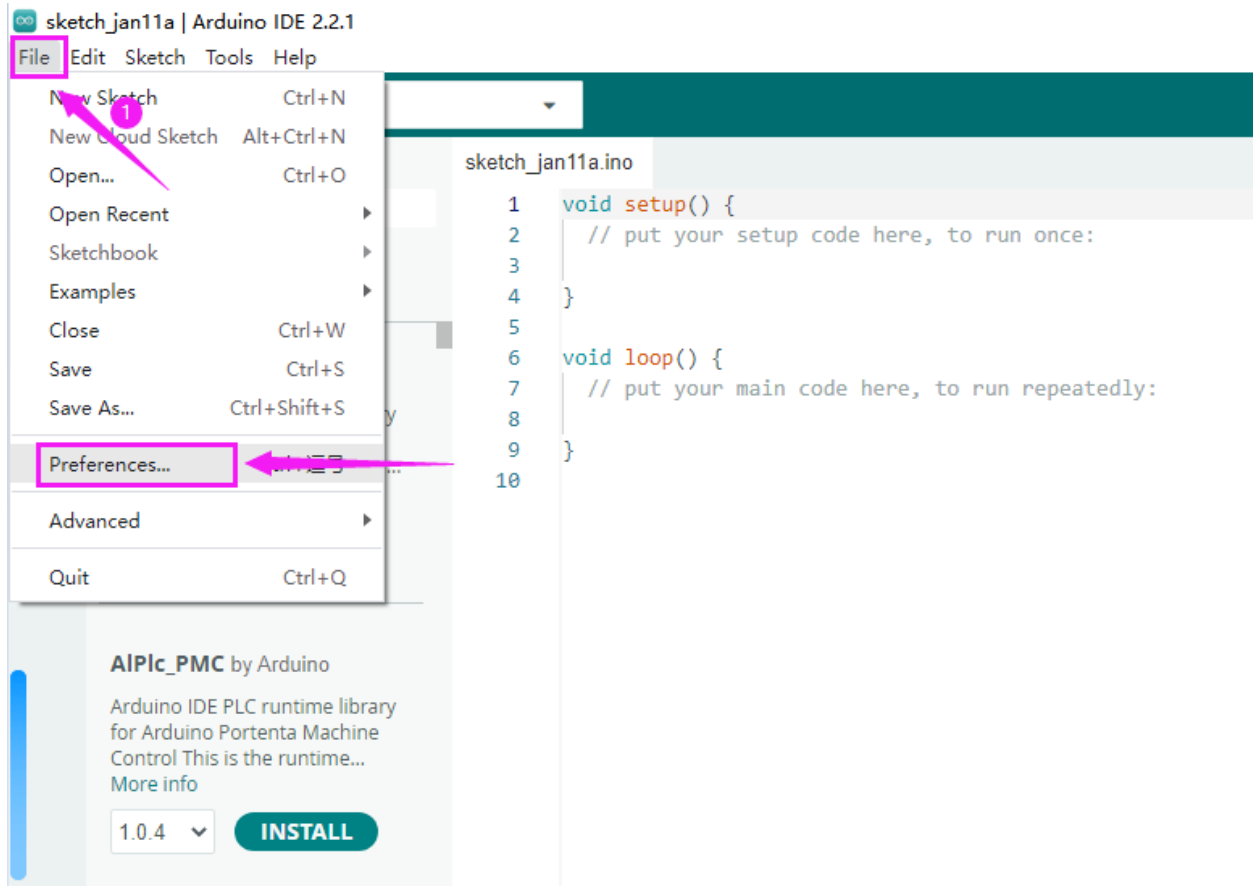 sketch_jan11a | Arduino IDE 2.2.1
File Edit Sketch Tools Help
1
New Sketch Ctrl+N
New Cloud Sketch Alt+Ctrl+N
Open... Ctrl+O
Open Recent
Sketchbook
Examples
Close Ctrl+W
Save Ctrl+S
Save As... Ctrl+Shift+S
y
Preferences...
...
Advanced
Quit Ctrl+Q
AlPlc_PMC by Arduino
Arduino IDE PLC runtime library
for Arduino Portenta Machine
Control This is the runtime...
More info
1.0.4 INSTALL
sketch_jan11a.ino
1 void setup() {
2 // put your setup code here, to run once:
3
4 }
5
6 void loop() {
7 // put your main code here, to run repeatedly:
8
9 }
10